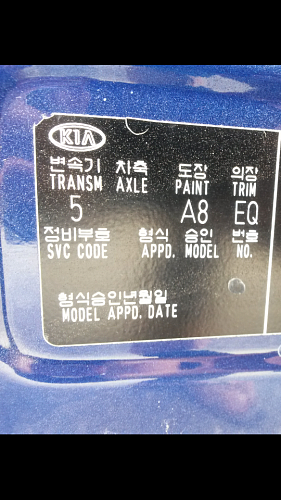 KIA
변속기 차축 도장 의장
TRANSM AXLE PAINT TRIM
5 A8 EQ
정비부호 형식 승인 번호
SVC CODE APPD. MODEL NO.
형식승인년월일
MODEL APPD. DATE